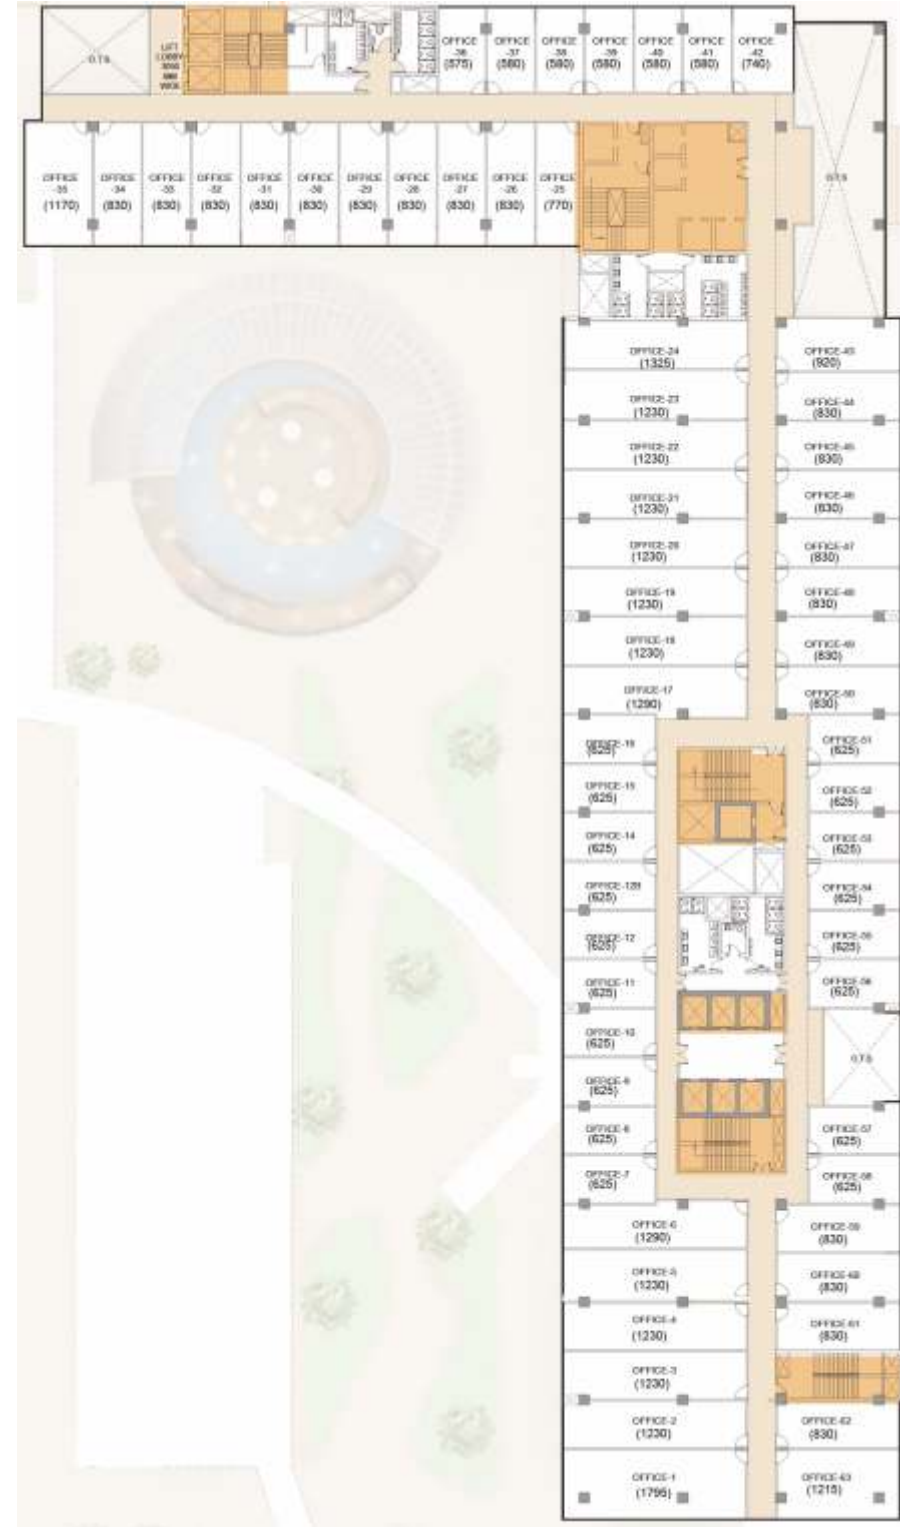 O.T.S
LIFT
LOBBY
WIDE
OFFICE
-36
(575)
OFFICE
-37
(580)
OFFICE
-38
(580)
OFFICE
-39
(580)
OFFICE
-40
(580)
OFFICE
-41
(580)
OFFICE
-42
(740)
OFFICE
-35
(1170)
OFFICE
-34
(830)
OFFICE
-33
(830)
OFFICE
-32
(830)
OFFICE
-31
(830)
OFFICE
-30
(830)
OFFICE
-29
(830)
OFFICE
-28
(830)
OFFICE
-27
(830)
OFFICE
-26
(830)
OFFICE
-25
(770)
O.T.S
OFFICE-24
(1325)
OFFICE-43
(920)
OFFICE-23
(1230)
OFFICE-44
(830)
OFFICE-22
(1230)
OFFICE-45
(830)
OFFICE-21
(1230)
OFFICE-46
(830)
OFFICE-20
(1230)
OFFICE-47
(830)
OFFICE-19
(1230)
OFFICE-48
(830)
OFFICE-18
(1230)
OFFICE-49
(830)
OFFICE-17
(1290)
OFFICE-50
(830)
OFFICE-16
(625)
OFFICE-51
(625)
OFFICE-15
(625)
OFFICE-52
(625)
OFFICE-14
(625)
OFFICE-53
(625)
OFFICE-12B
(625)
OFFICE-54
(625)
OFFICE-12
(625)
OFFICE-55
(625)
OFFICE-11
(625)
OFFICE-56
(625)
OFFICE-10
(625)
O.T.S
OFFICE-9
(625)
OFFICE-8
(625)
OFFICE-57
(625)
OFFICE-7
(625)
OFFICE-58
(625)
OFFICE-6
(1290)
OFFICE-59
(830)
OFFICE-5
(1230)
OFFICE-60
(830)
OFFICE-4
(1230)
OFFICE-61
(830)
OFFICE-3
(1230)
OFFICE-2
(1230)
OFFICE-62
(830)
OFFICE-1
(1795)
OFFICE-63
(1215)